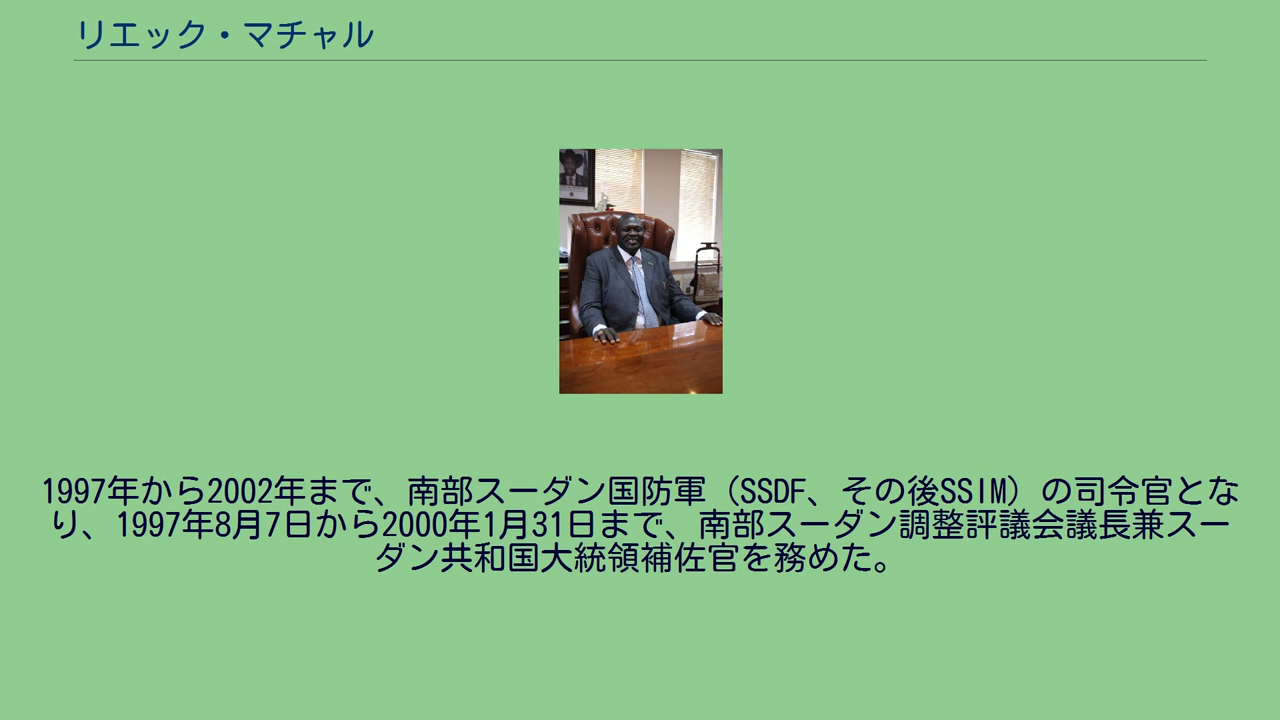 リエック・マチャル
1997年から2002年まで、南部スーダン国防軍（SSDF、その後SSIM）の司令官とな
り、1997年8月7日から2000年1月31日まで、南部スーダン調整評議会議長兼スー
ダン共和国大統領補佐官を務めた。